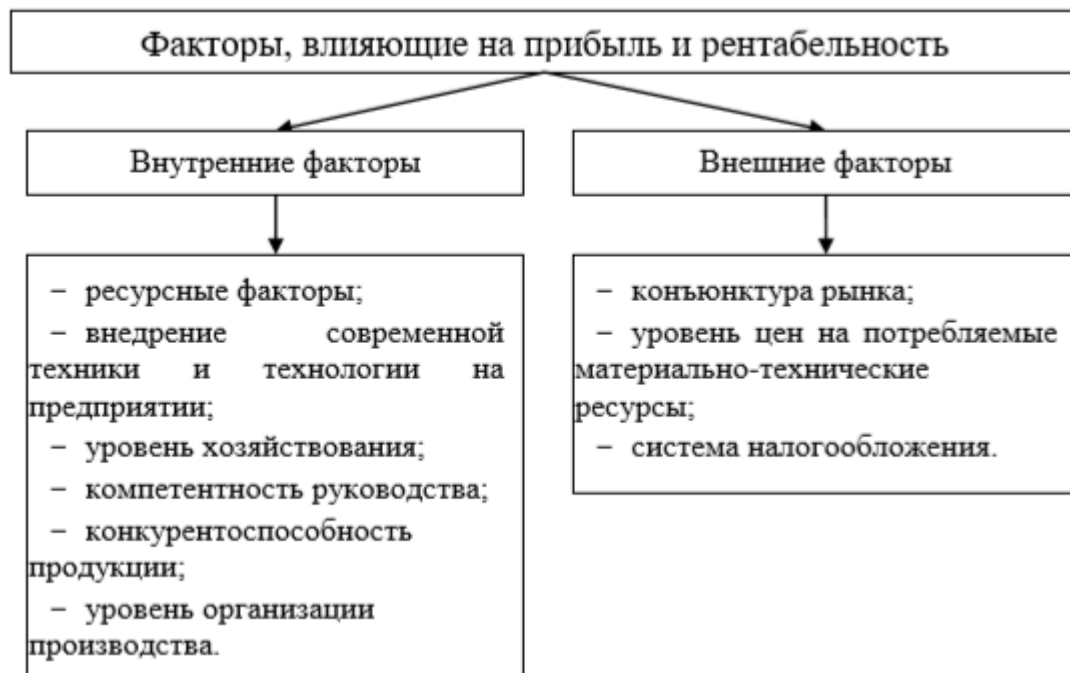 Факторы, влияющие на прибыль и рентабельность
Внутренние факторы
Внешние факторы
− ресурсные факторы;
− внедрение современной
техники и технологии на
предприятии;
− уровень хозяйствования;
− компетентность руководства;
− конкурентоспособность
продукции;
− уровень организации
производства.
− конъюнктура рынка;
− уровень цен на потребляемые
материально-технические
ресурсы;
− система налогообложения.